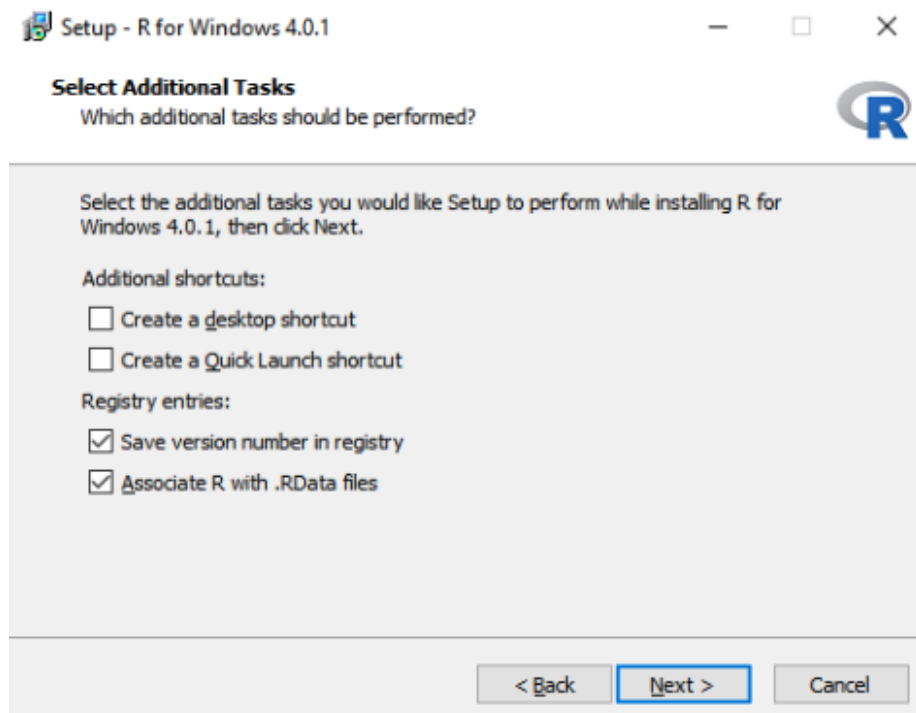 Setup - R for Windows 4.0.1
Select Additional Tasks
Which additional tasks should be performed?
R
Select the additional tasks you would like Setup to perform while installing R for
Windows 4.0.1, then click Next.
Additional shortcuts:
Create a desktop shortcut
Create a Quick Launch shortcut
Registry entries:
Save version number in registry
Associate R with .RData files
< Back Next > Cancel